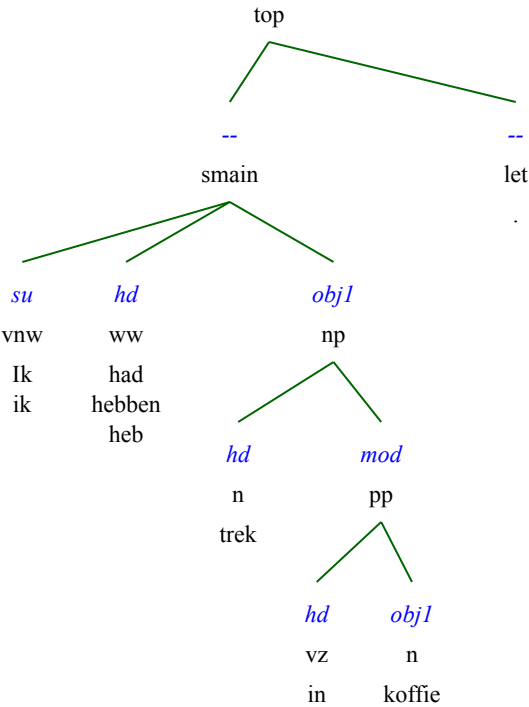 top
-- --
smain let
.
su hd obj1
vnw ww np
Ik had
ik hebben
heb
hd mod
n pp
trek
hd obj1
vz n
in koffie